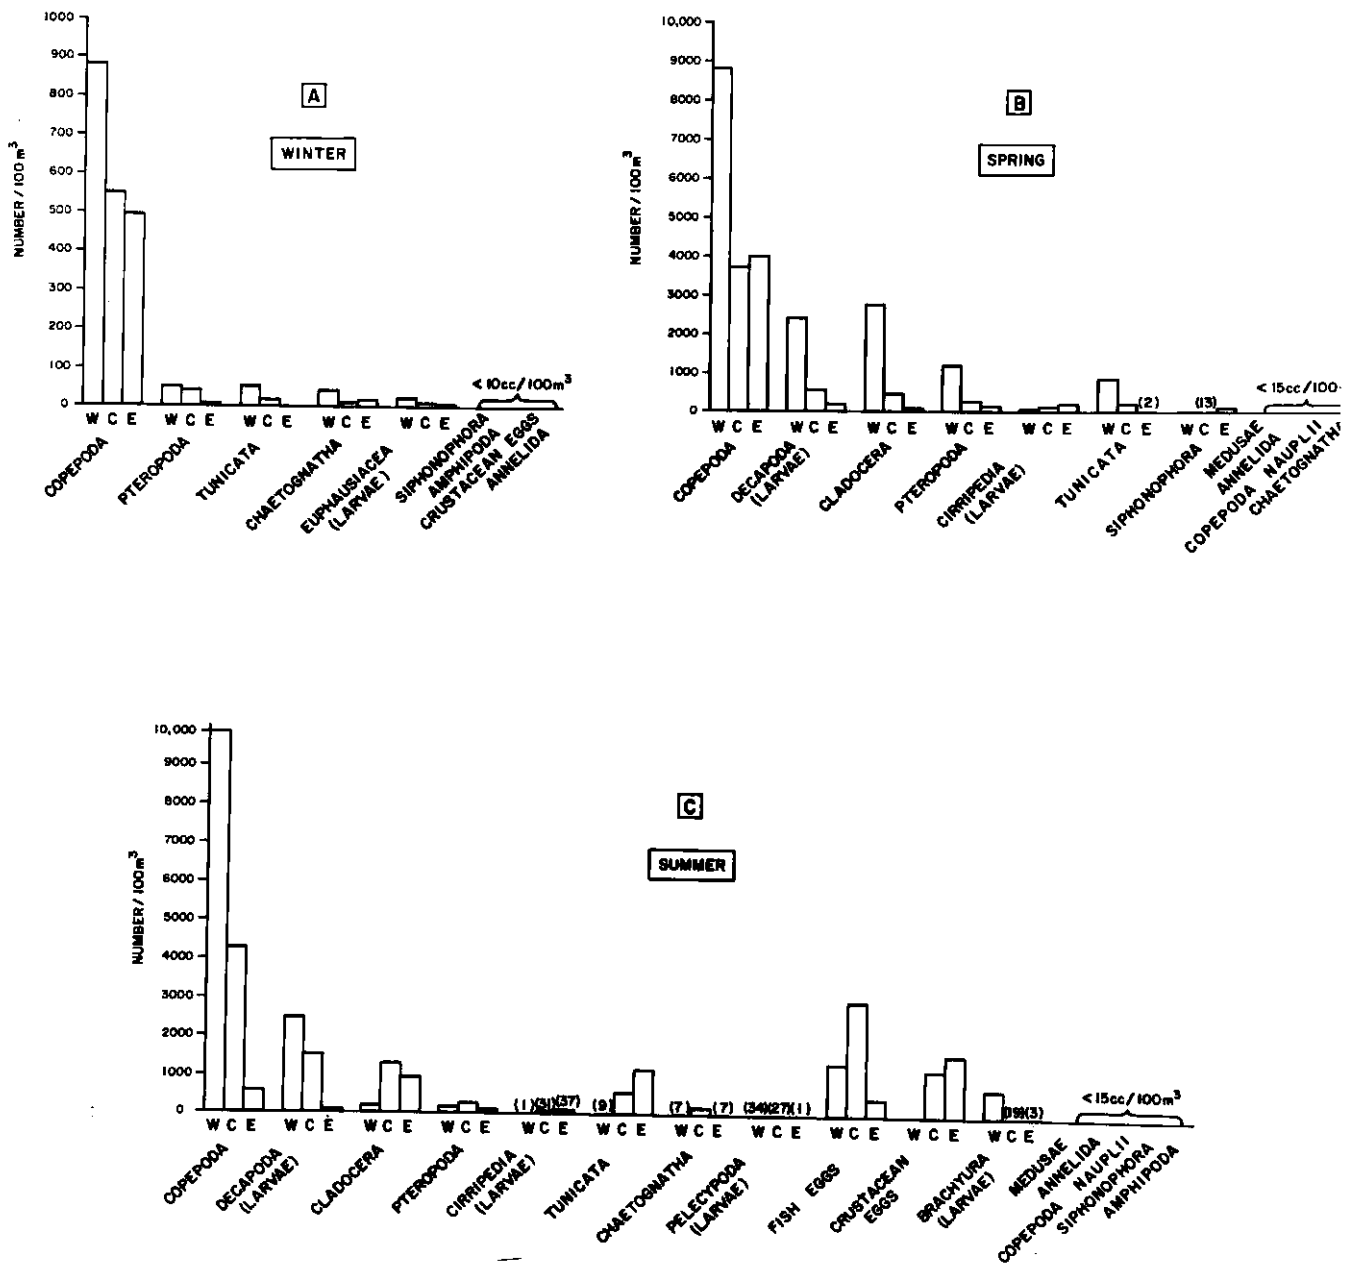 A
WINTER
NUMBER / 100m³
1000
900
800
700
600
500
400
300
200
100
0
< 10cc/100m³
W C E W C E W C E W C E W C E
COPEPODA
PTEROPODA
TUNICATA
CHAETOGNATHA
EUPHAUSIACEA
(LARVAE)
SIPHONOPHORA
AMPHIPODA
CRUSTACEAN EGGS
ANNELIDA
B
SPRING
NUMBER / 100m³
10,000
9000
8000
7000
6000
5000
4000
3000
2000
1000
0
(2)
(13)
< 15cc/100-
W C E W C E W C E W C E W C E W C E W C E
COPEPODA
DECAPODA
(LARVAE)
CLADOCERA
PTEROPODA
CIRRIPEDIA
(LARVAE)
TUNICATA
SIPHONOPHORA
MEDUSAE
ANNELIDA
COPEPODA NAUPLII
CHAETOGNATHA
C
SUMMER
NUMBER / 100m³
10,000
9000
8000
7000
6000
5000
4000
3000
2000
1000
0
(1)(31)(37)
(9)
(7) (7)
(34)(27)(1)
(19)(3)
<15cc/100m³
W C E W C E W C E W C E W C E W C E W C E W C E W C E W C E W C E
COPEPODA
DECAPODA
(LARVAE)
CLADOCERA
PTEROPODA
CIRRIPEDIA
(LARVAE)
TUNICATA
CHAETOGNATHA
PELECYPODA
(LARVAE)
FISH EGGS
CRUSTACEAN
EGGS
BRACHYURA
(LARVAE)
MEDUSAE
ANNELIDA
COPEPODA NAUPLII
SIPHONOPHORA
AMPHIPODA